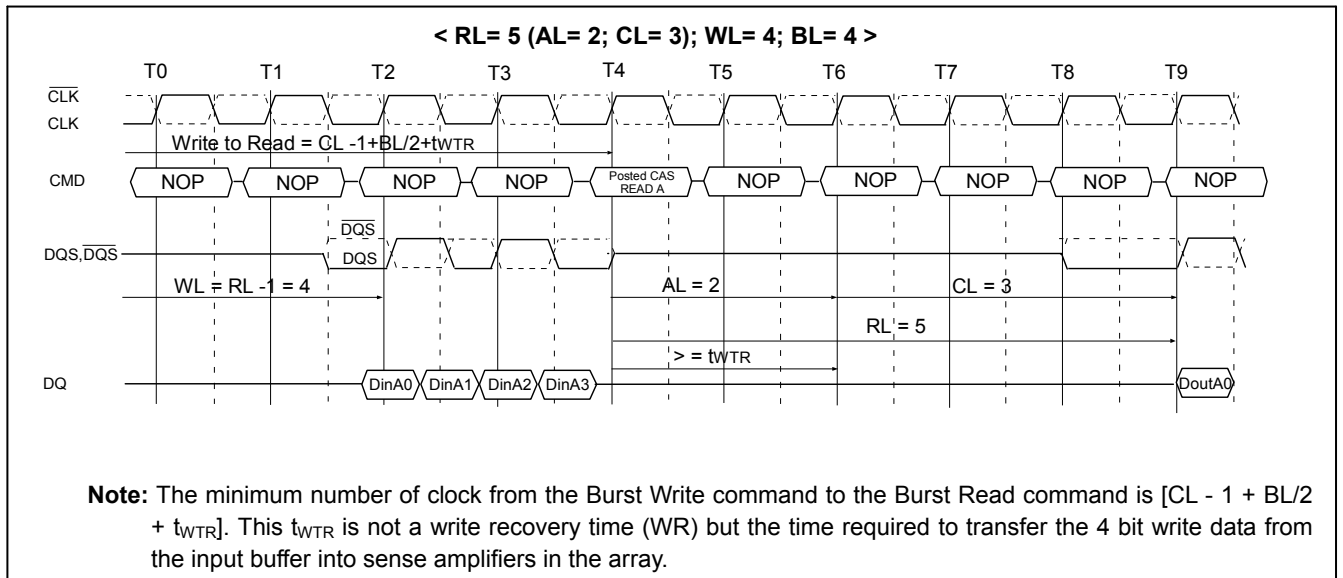 < RL= 5 (AL= 2; CL= 3); WL= 4; BL= 4 >
T0 T1 T2 T3 T4 T5 T6 T7 T8 T9
CLK
CLK
Write to Read = CL -1+BL/2+tWTR
CMD NOP NOP NOP NOP Posted CAS READ A NOP NOP NOP NOP NOP
DQS
DQS,DQS DQS
WL = RL -1 = 4 AL = 2 CL = 3
RL = 5
> = tWTR
DQ DinA0 DinA1 DinA2 DinA3 DoutA0
Note: The minimum number of clock from the Burst Write command to the Burst Read command is [CL - 1 + BL/2
+ tWTR]. This tWTR is not a write recovery time (WR) but the time required to transfer the 4 bit write data from
the input buffer into sense amplifiers in the array.